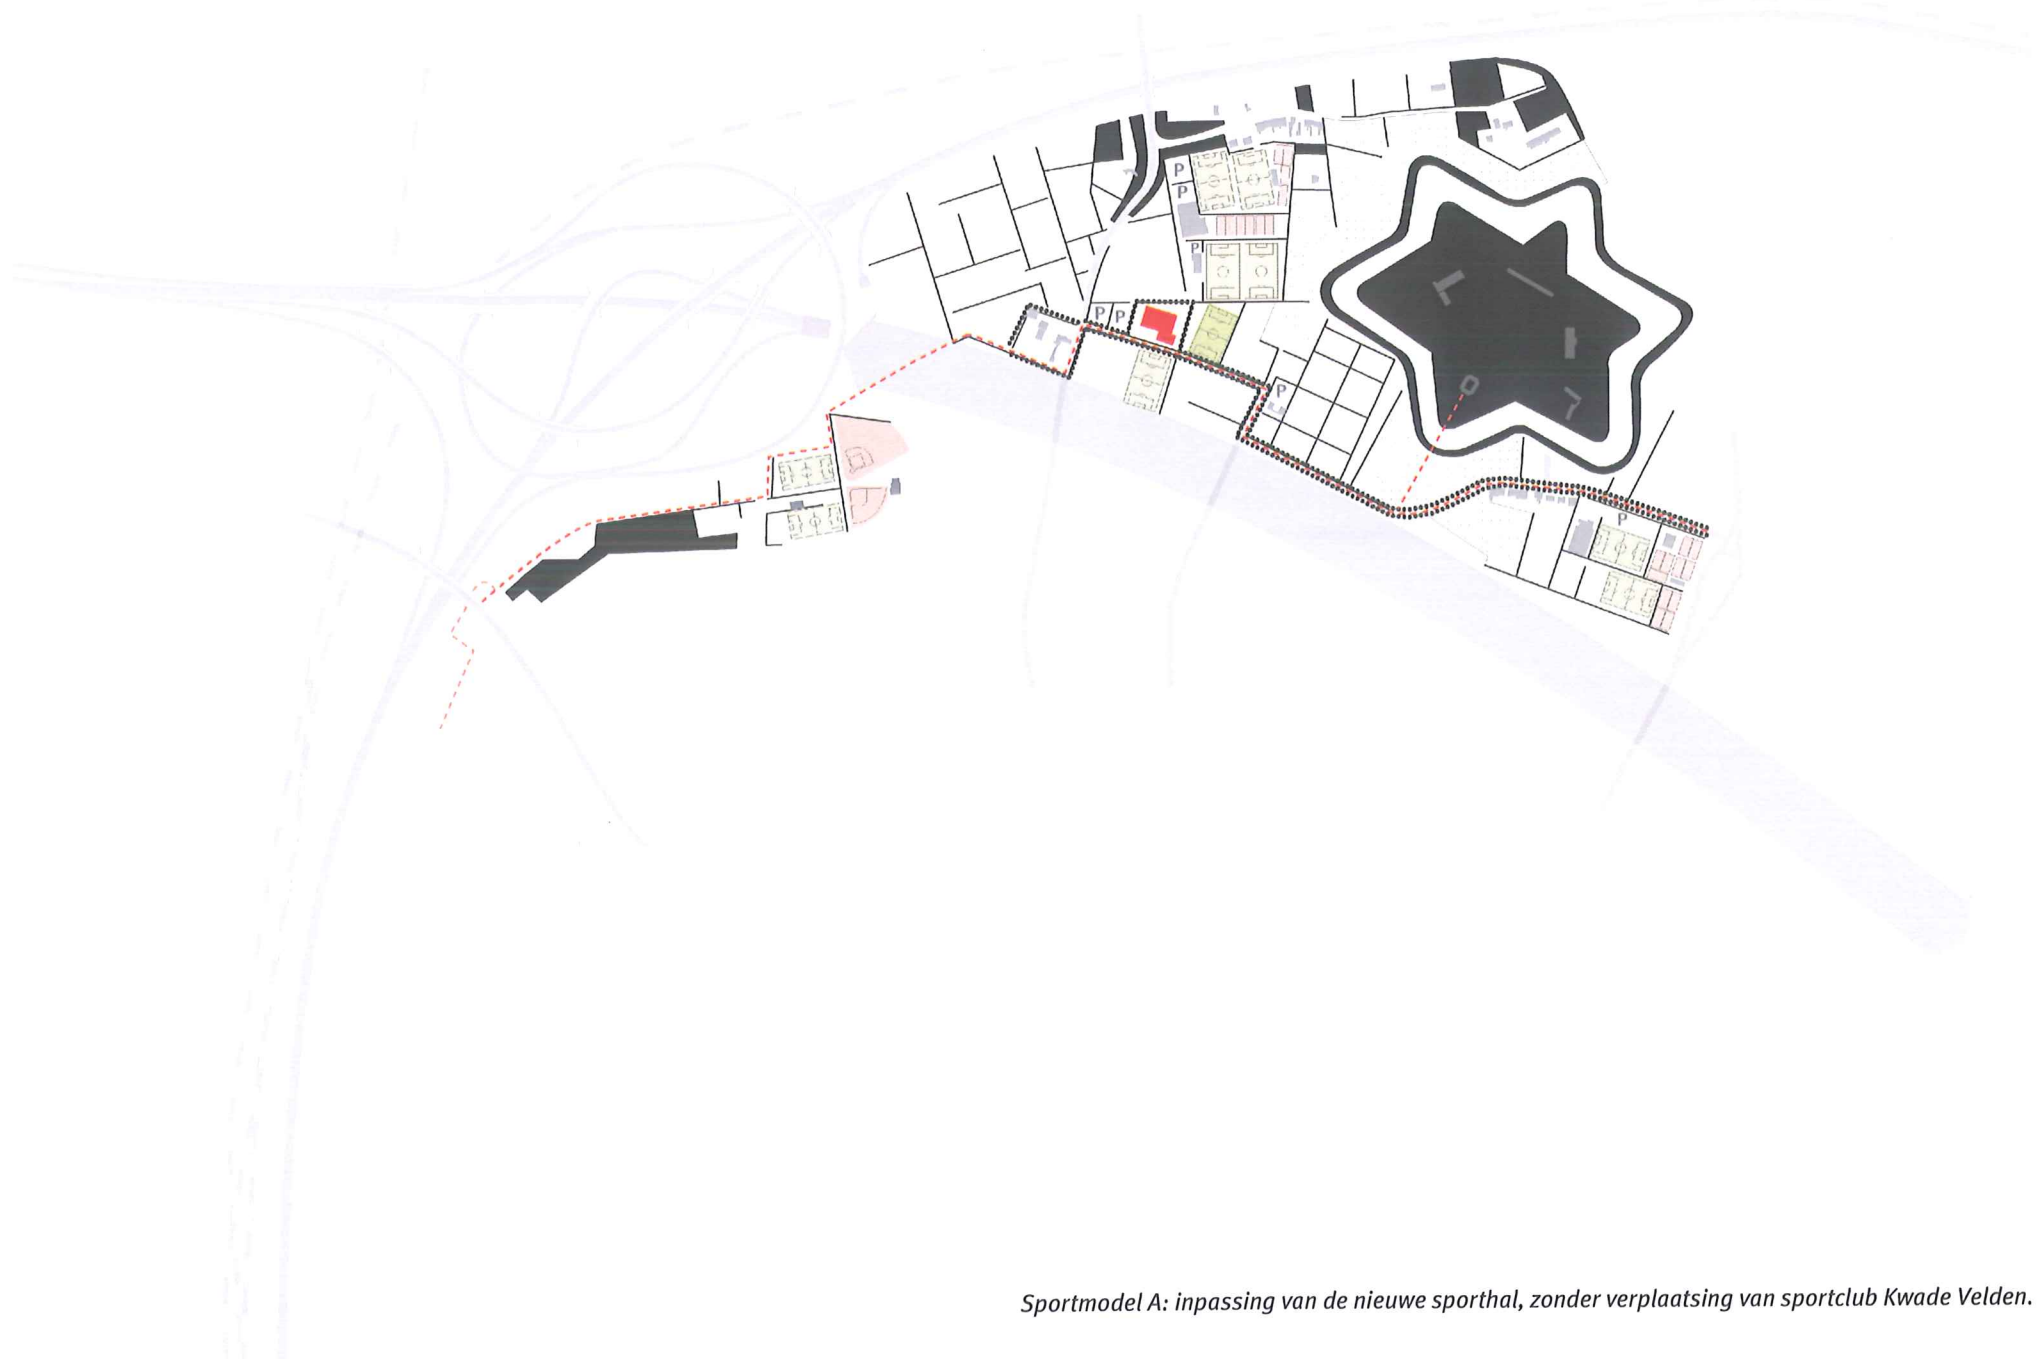 P
P
P
P P
P
P
Sportmodel A: inpassing van de nieuwe sporthal, zonder verplaatsing van sportclub Kwade Velden.